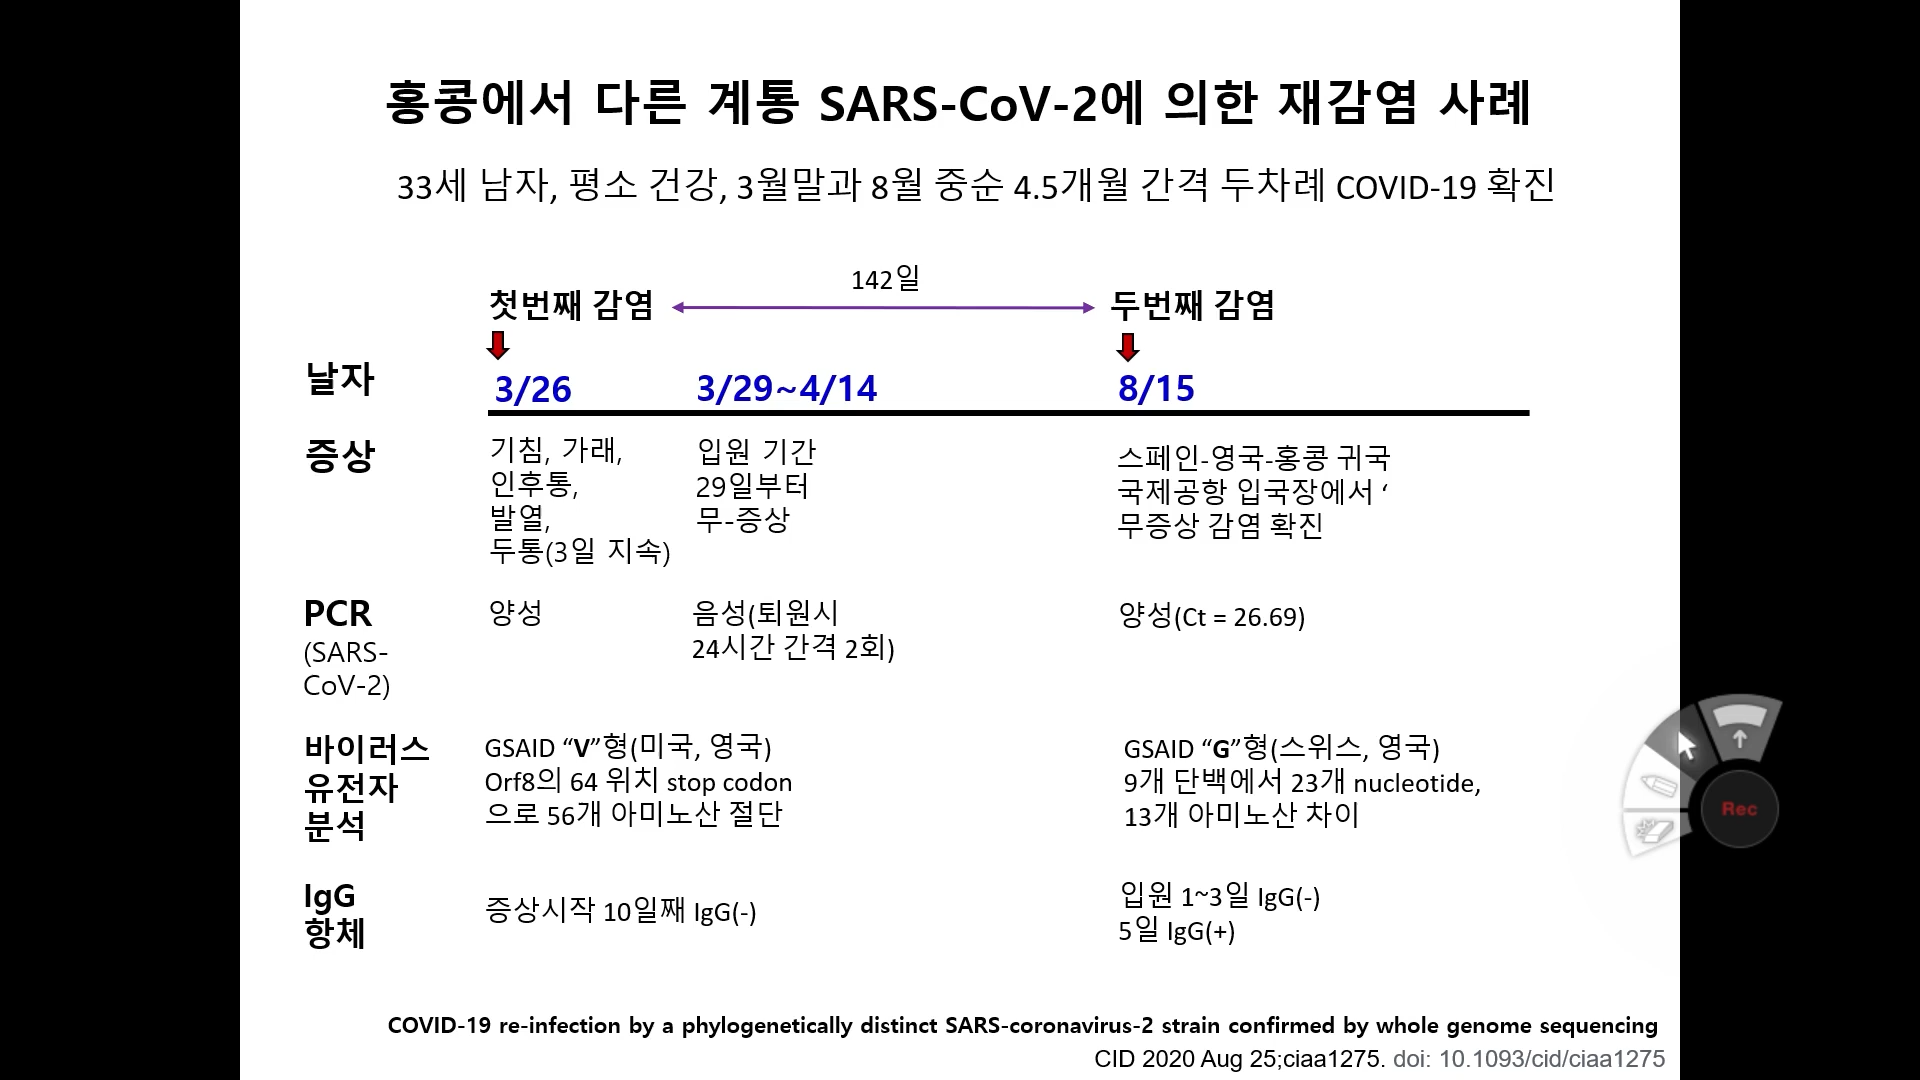 홍콩에서 다른 계통 SARS-CoV-2에 의한 재감염 사례
33세 남자, 평소 건강, 3월말과 8월 중순 4.5개월 간격 두차례 COVID-19 확진
142일
첫번째 감염
두번째 감염
날자
3/26
3/29~4/14
8/15
증상
기침, 가래,
인후통,
발열,
두통(3일 지속)
입원 기간
29일부터
무-증상
스페인-영국-홍콩 귀국
국제공항 입국장에서 ‘
무증상 감염 확진
PCR
(SARS-
CoV-2)
양성
음성(퇴원시
24시간 간격 2회)
양성(Ct = 26.69)
바이러스
유전자
분석
GSAID “V”형(미국, 영국)
Orf8의 64 위치 stop codon
으로 56개 아미노산 절단
GSAID “G”형(스위스, 영국)
9개 단백에서 23개 nucleotide,
13개 아미노산 차이
IgG
항체
증상시작 10일째 IgG(-)
입원 1~3일 IgG(-)
5일 IgG(+)
Rec
COVID-19 re-infection by a phylogenetically distinct SARS-coronavirus-2 strain confirmed by whole genome sequencing
CID 2020 Aug 25;ciaa1275. doi: 10.1093/cid/ciaa1275